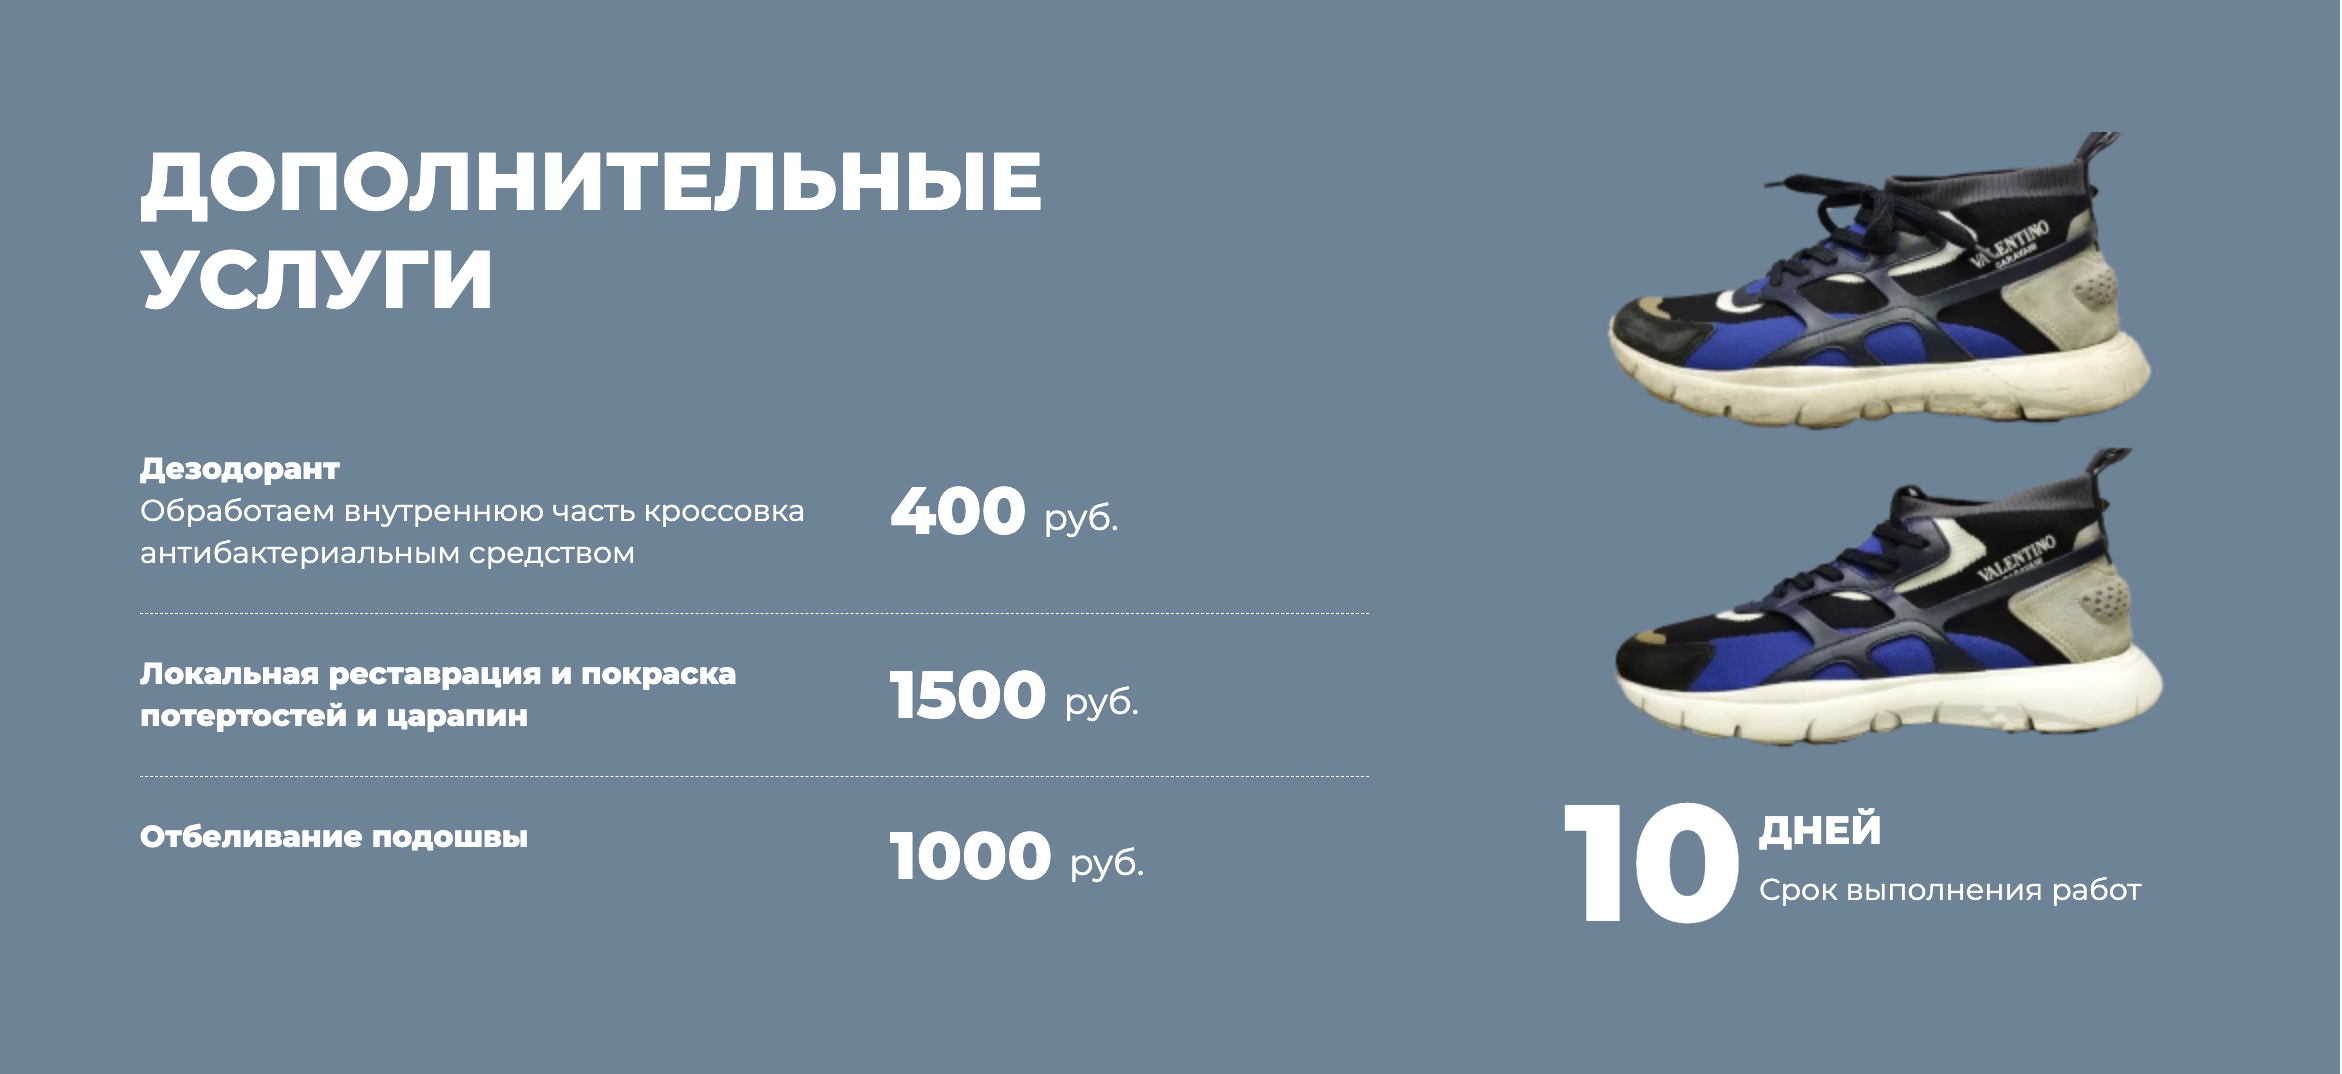 ДОПОЛНИТЕЛЬНЫЕ
УСЛУГИ
Дезодорант
Обработаем внутреннюю часть кроссовка
антибактериальным средством
400 руб.
Локальная реставрация и покраска
потертостей и царапин
1500 руб.
Отбеливание подошвы
1000 руб.
VALENTINO
GARAVANI
VALENTINO
10 ДНЕЙ
Срок выполнения работ